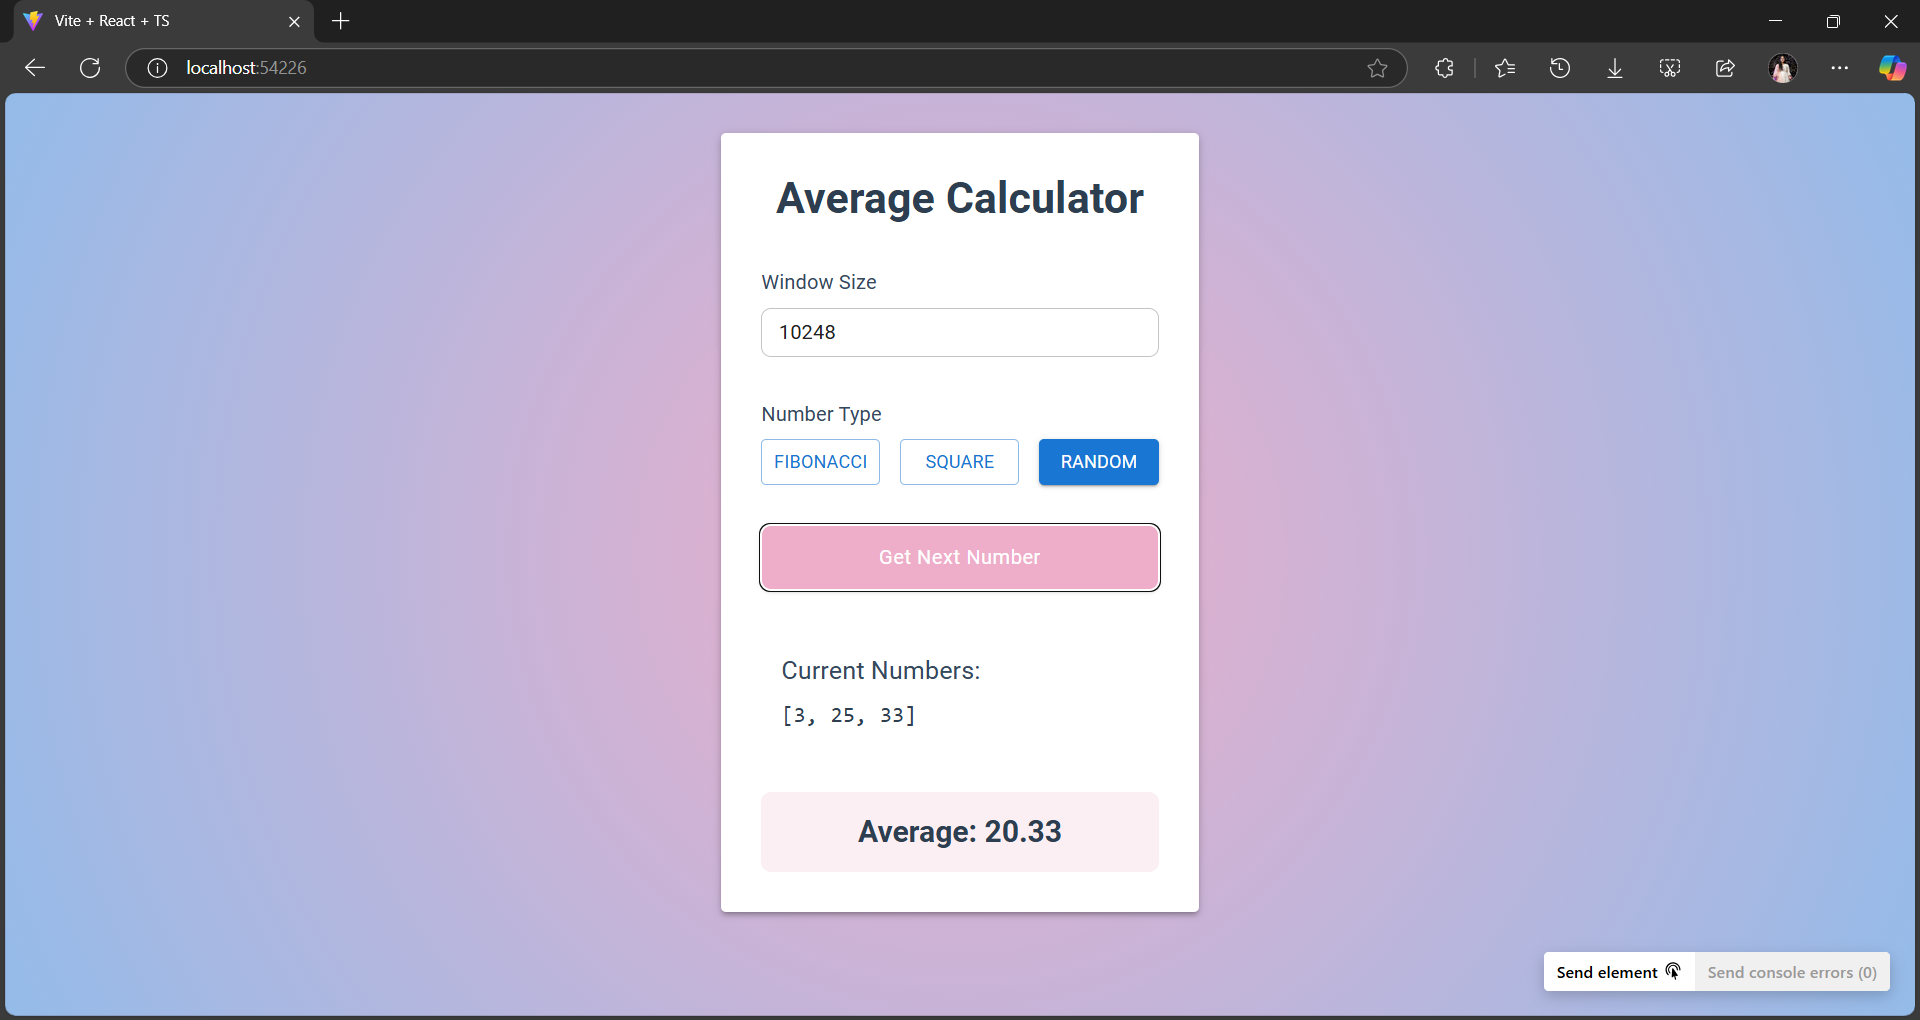 Vite + React + TS
localhost:54226
Average Calculator
Window Size
10248
Number Type
FIBONACCI SQUARE RANDOM
Get Next Number
Current Numbers:
[3, 25, 33]
Average: 20.33
Send element Send console errors (0)